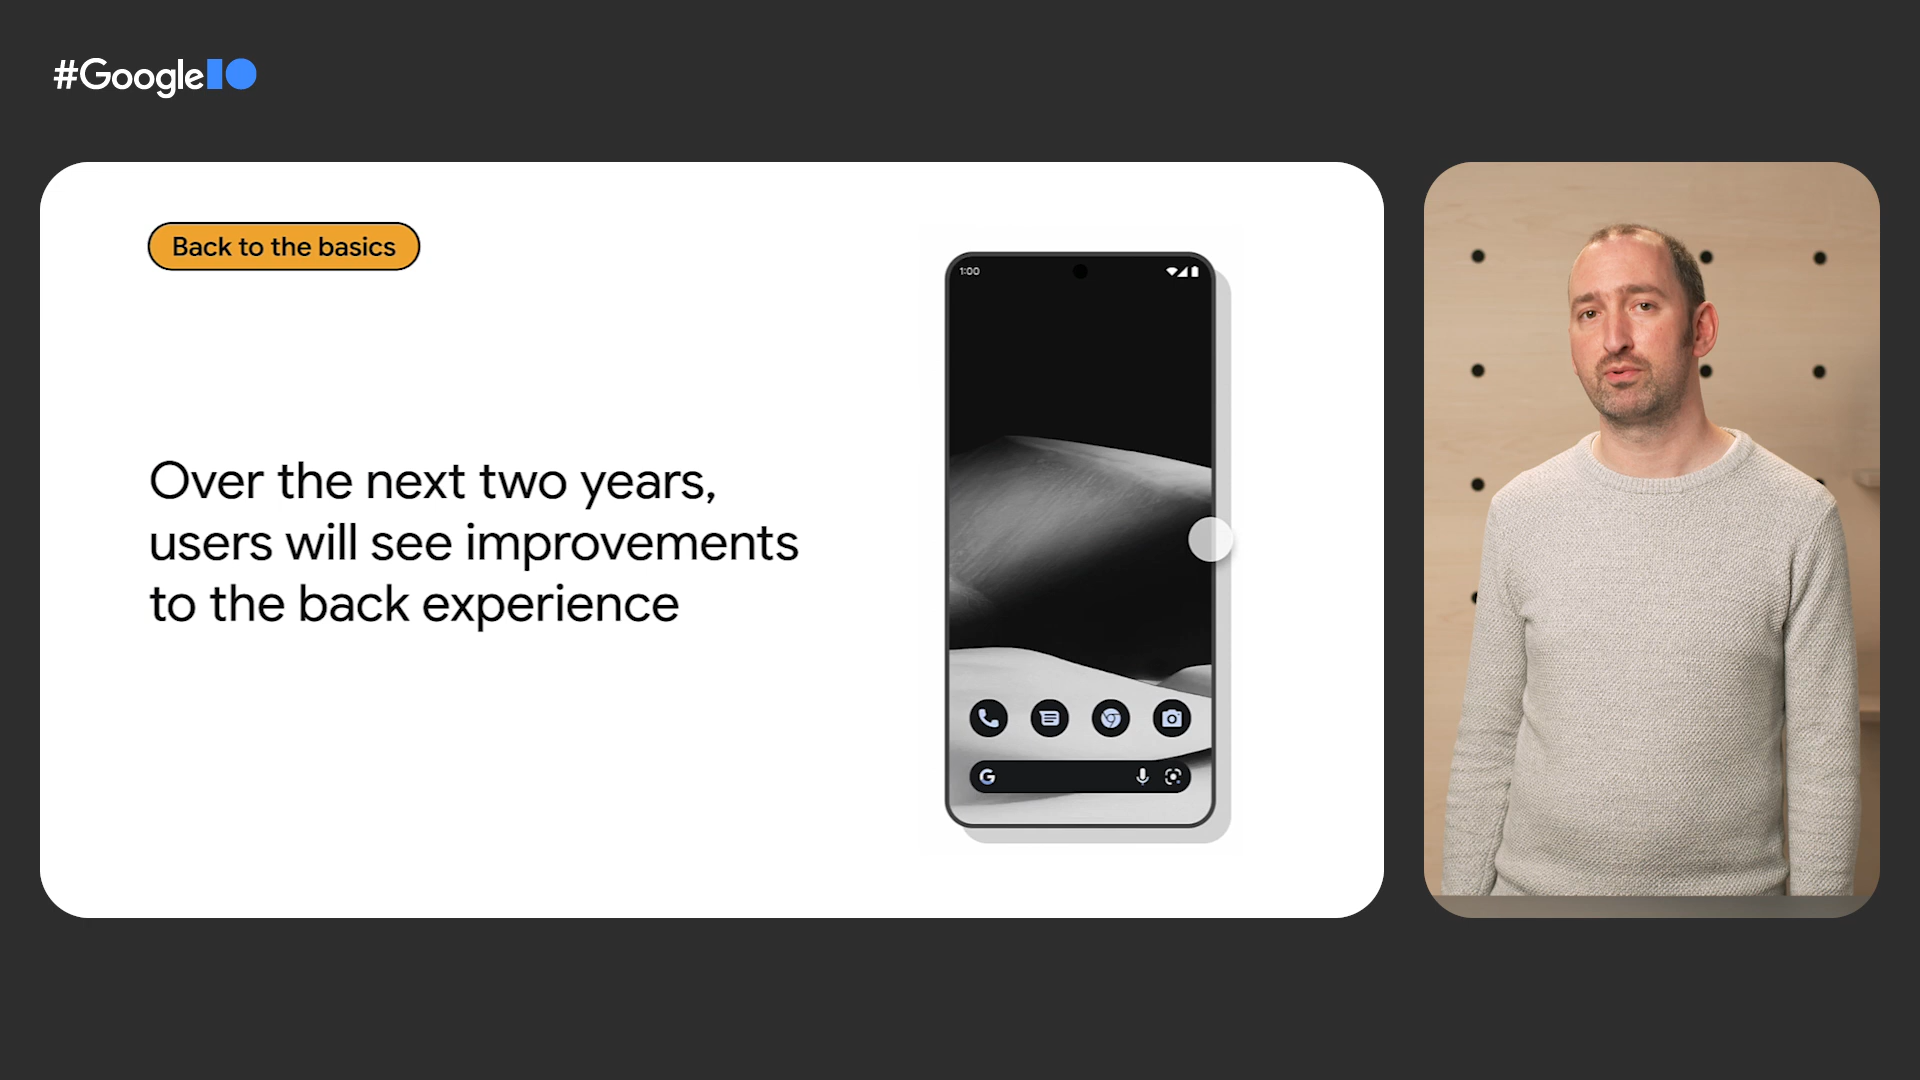 #GoogleIO
Back to the basics
1:00
Over the next two years,
users will see improvements
to the back experience
G